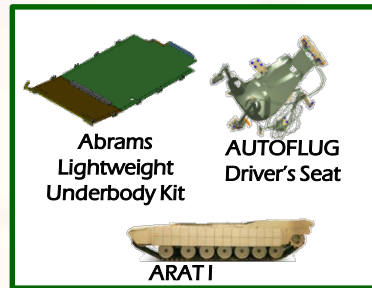 Abrams
Lightweight
Underbody Kit
AUTOFLUG
Driver's Seat
ARAT I